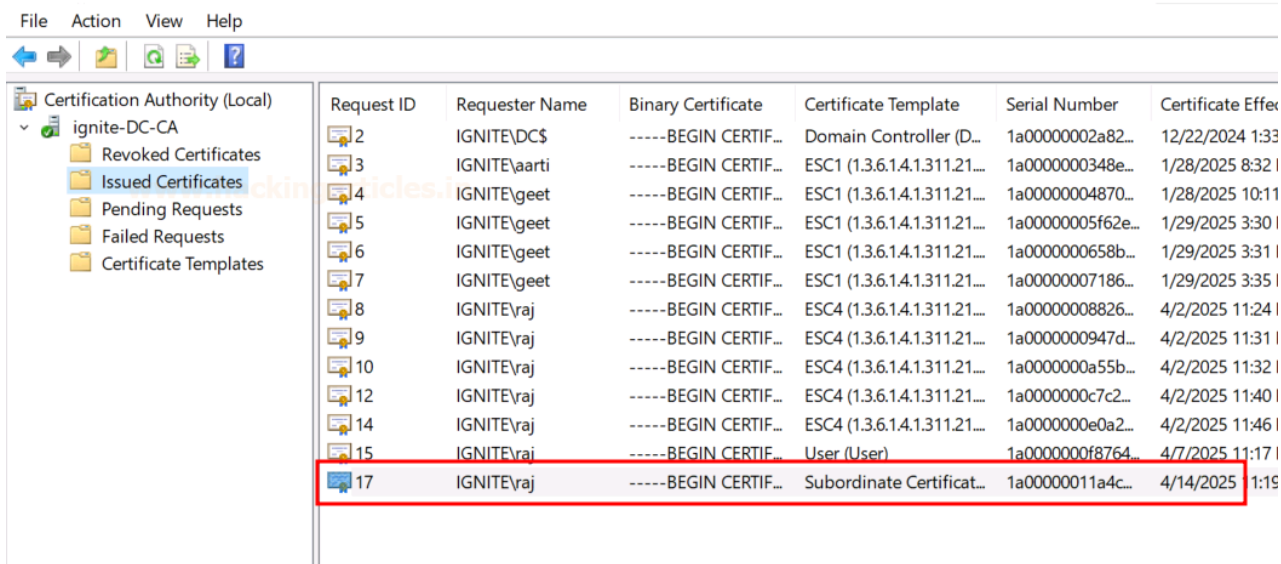 File Action View Help
Certification Authority (Local)
ignite-DC-CA
Revoked Certificates
Issued Certificates
Pending Requests
Failed Requests
Certificate Templates
Request ID Requester Name Binary Certificate Certificate Template Serial Number Certificate Effec
2 IGNITE\DC$ -----BEGIN CERTIF... Domain Controller (D... 1a00000002a82... 12/22/2024 1:33
3 IGNITE\aarti -----BEGIN CERTIF... ESC1 (1.3.6.1.4.1.311.21.... 1a0000000348e... 1/28/2025 8:32
4 IGNITE\geet -----BEGIN CERTIF... ESC1 (1.3.6.1.4.1.311.21.... 1a00000004870... 1/28/2025 10:11
5 IGNITE\geet -----BEGIN CERTIF... ESC1 (1.3.6.1.4.1.311.21.... 1a00000005f62e... 1/29/2025 3:30
6 IGNITE\geet -----BEGIN CERTIF... ESC1 (1.3.6.1.4.1.311.21.... 1a0000000658b... 1/29/2025 3:31
7 IGNITE\geet -----BEGIN CERTIF... ESC1 (1.3.6.1.4.1.311.21.... 1a00000007186... 1/29/2025 3:35
8 IGNITE\raj -----BEGIN CERTIF... ESC4 (1.3.6.1.4.1.311.21.... 1a00000008826... 4/2/2025 11:24
9 IGNITE\raj -----BEGIN CERTIF... ESC4 (1.3.6.1.4.1.311.21.... 1a0000000947d... 4/2/2025 11:31
10 IGNITE\raj -----BEGIN CERTIF... ESC4 (1.3.6.1.4.1.311.21.... 1a0000000a55b... 4/2/2025 11:32
12 IGNITE\raj -----BEGIN CERTIF... ESC4 (1.3.6.1.4.1.311.21.... 1a0000000c7c2... 4/2/2025 11:40
14 IGNITE\raj -----BEGIN CERTIF... ESC4 (1.3.6.1.4.1.311.21.... 1a0000000e0a2... 4/2/2025 11:46
15 IGNITE\raj -----BEGIN CERTIF... User (User) 1a0000000f8764... 4/7/2025 11:17
17 IGNITE\raj -----BEGIN CERTIF... Subordinate Certificat... 1a00000011a4c... 4/14/2025 11:19